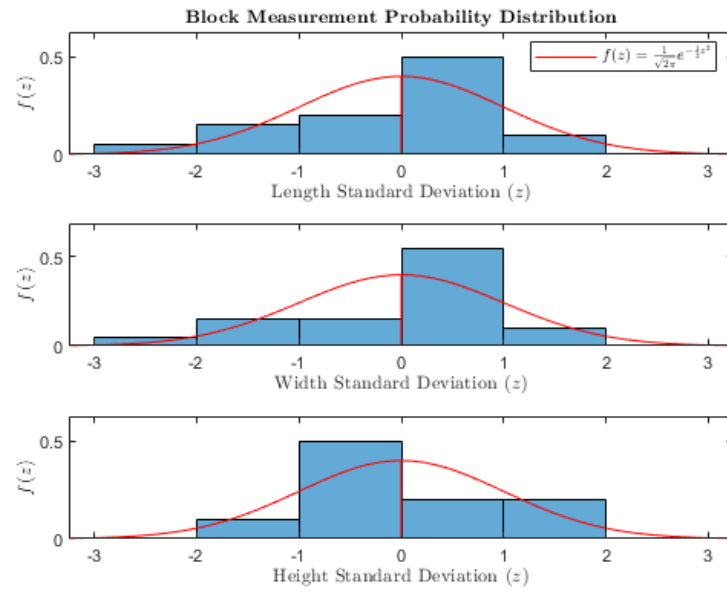 Block Measurement Probability Distribution
f(z) = 1/√2π e^-½z²
f(z)
0.5
0
-3 -2 -1 0 1 2 3
Length Standard Deviation (z)
f(z)
0.5
0
-3 -2 -1 0 1 2 3
Width Standard Deviation (z)
f(z)
0.5
0
-3 -2 -1 0 1 2 3
Height Standard Deviation (z)